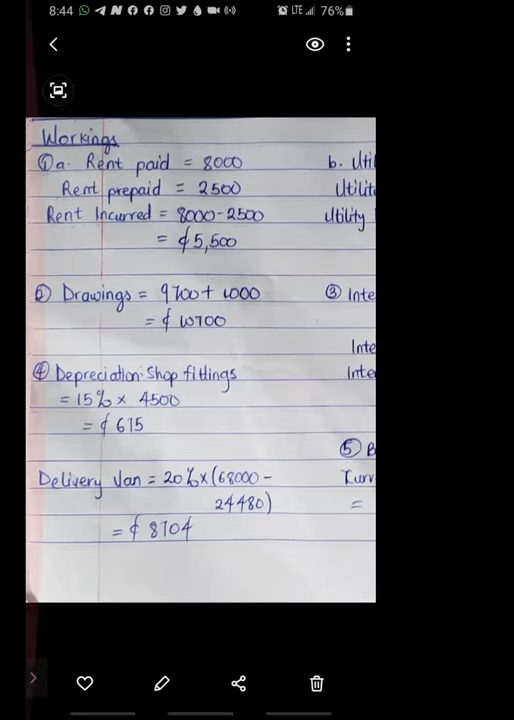 8:44 LTE 76%
Workings
①a. Rent paid = 8000
Rent prepaid = 2500
Rent Incurred = 8000-2500
= ₵5,500
② Drawings = 9700 + 1000
= ₵ 10700
④ Depreciation: Shop fittings
= 15% x 4500
= ₵ 675
Delivery Van = 20% x (68000 -
24480)
= ₵ 8704
b. Uti
Utilit
Utility
③ Inte
Inte
Inte
⑤ B
Curr
=